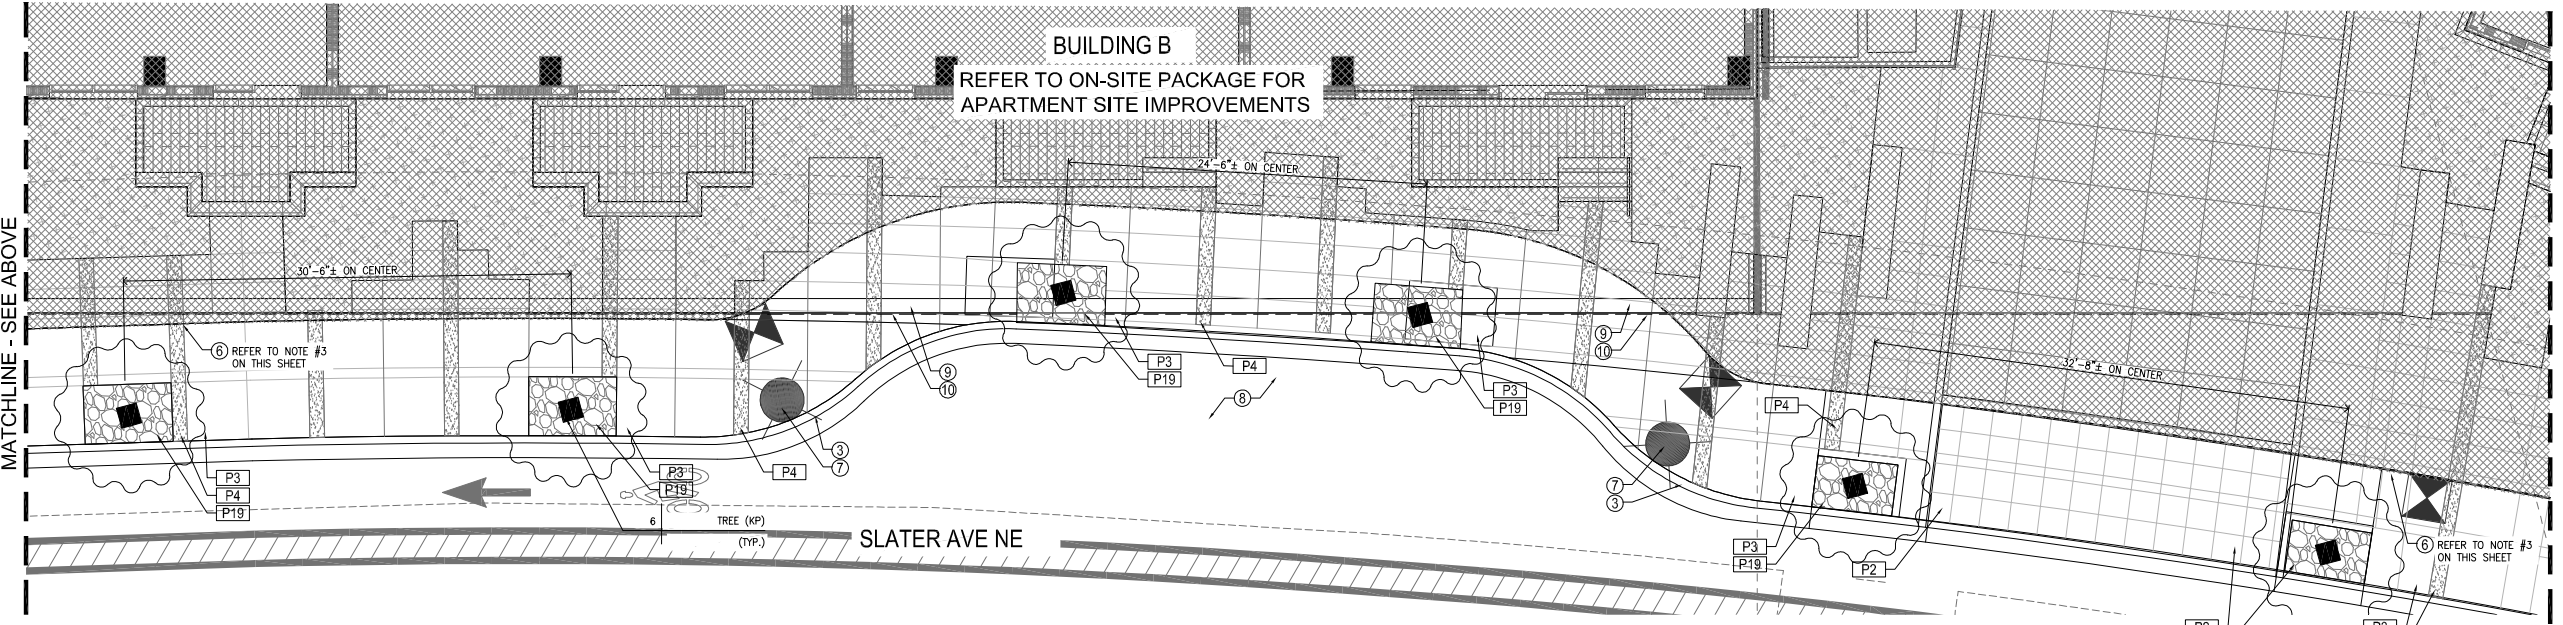 BUILDING B
REFER TO ON-SITE PACKAGE FOR
APARTMENT SITE IMPROVEMENTS
MATCHLINE - SEE ABOVE
24'-6"± ON CENTER
30'-6"± ON CENTER
32'-8"± ON CENTER
6 REFER TO NOTE #3
ON THIS SHEET
9
10
P3
P19
P4
8
9
10
P3
P19
P4
3
7
P4
7
3
P3
P4
P19
P3
P19
6 TREE (KP)
(TYP.)
SLATER AVE NE
P3
P19
P2
6 REFER TO NOTE #3
ON THIS SHEET